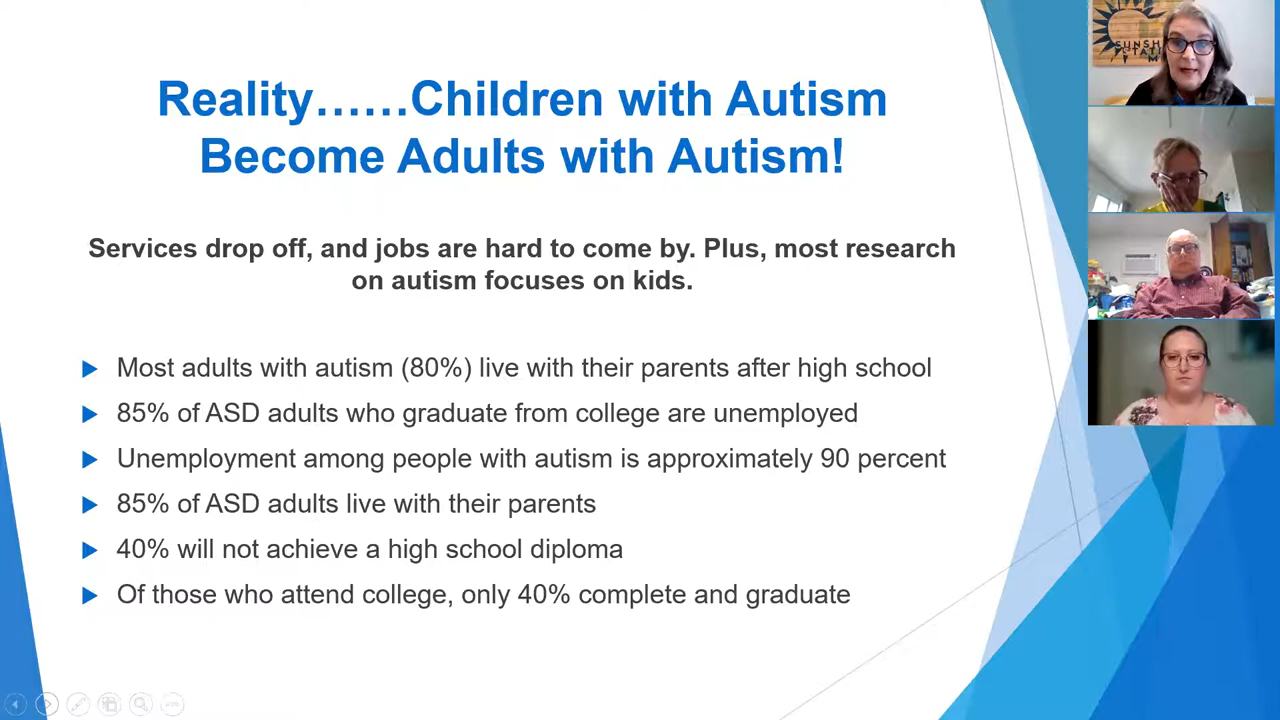 Reality……Children with Autism
Become Adults with Autism!
Services drop off, and jobs are hard to come by. Plus, most research
on autism focuses on kids.
Most adults with autism (80%) live with their parents after high school
85% of ASD adults who graduate from college are unemployed
Unemployment among people with autism is approximately 90 percent
85% of ASD adults live with their parents
40% will not achieve a high school diploma
Of those who attend college, only 40% complete and graduate